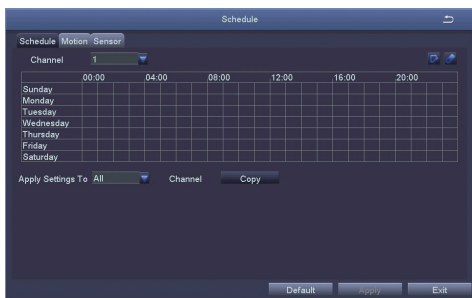 Schedule
Schedule Motion Sensor
Channel 1
00:00 04:00 08:00 12:00 16:00 20:00
Sunday
Monday
Tuesday
Wednesday
Thursday
Friday
Saturday
Apply Settings To All Channel Copy
Default Apply Exit